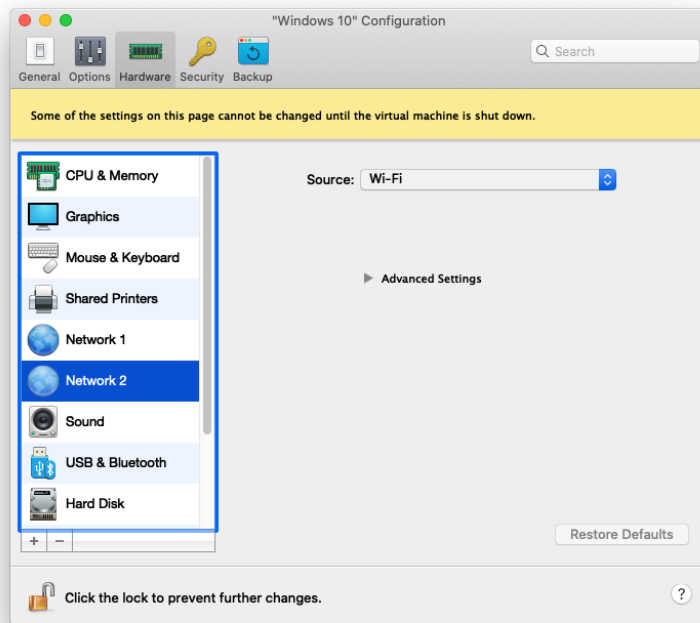 "Windows 10" Configuration
General Options Hardware Security Backup
Search
Some of the settings on this page cannot be changed until the virtual machine is shut down.
CPU & Memory
Graphics
Mouse & Keyboard
Shared Printers
Network 1
Network 2
Sound
USB & Bluetooth
Hard Disk
+ −
Source: Wi-Fi
Advanced Settings
Restore Defaults
Click the lock to prevent further changes.
?